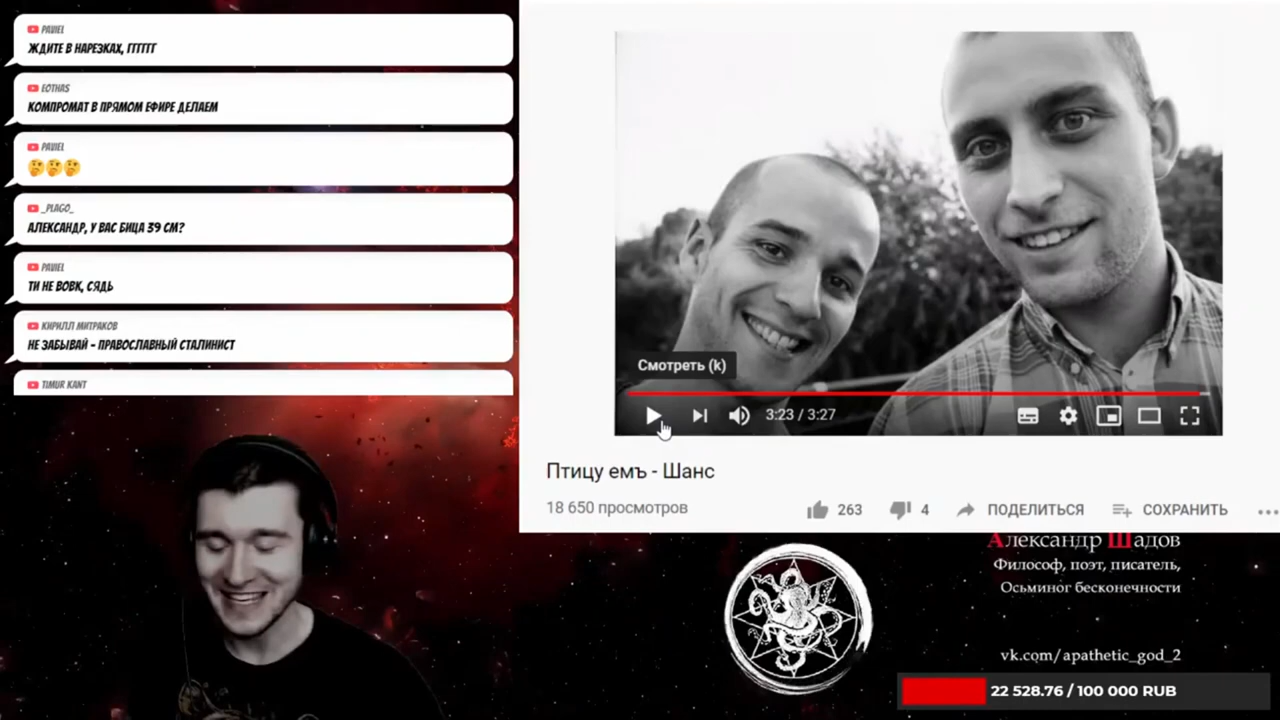 PAVIEL
ЖДИТЕ В НАРЕЗКАХ, ГГГГГГ
EOTHAS
КОМПРОМАТ В ПРЯМОМ ЕФИРЕ ДЕЛАЕМ
PAVIEL
_PLAGO_
АЛЕКСАНДР, У ВАС БИЦА 39 СМ?
PAVIEL
ТИ НЕ ВОВК, СЯДЬ
КИРИЛЛ МИТРАКОВ
НЕ ЗАБЫВАЙ - ПРАВОСЛАВНЫЙ СТАЛИНИСТ
TIMUR KANT
Смотреть (k)
3:23 / 3:27
Птицу емъ - Шанс
18 650 просмотров
263
4
ПОДЕЛИТЬСЯ
СОХРАНИТЬ
Александр Шадов
Философ, поэт, писатель,
Осьминог бесконечности
vk.com/apathetic_god_2
22 528.76 / 100 000 RUB